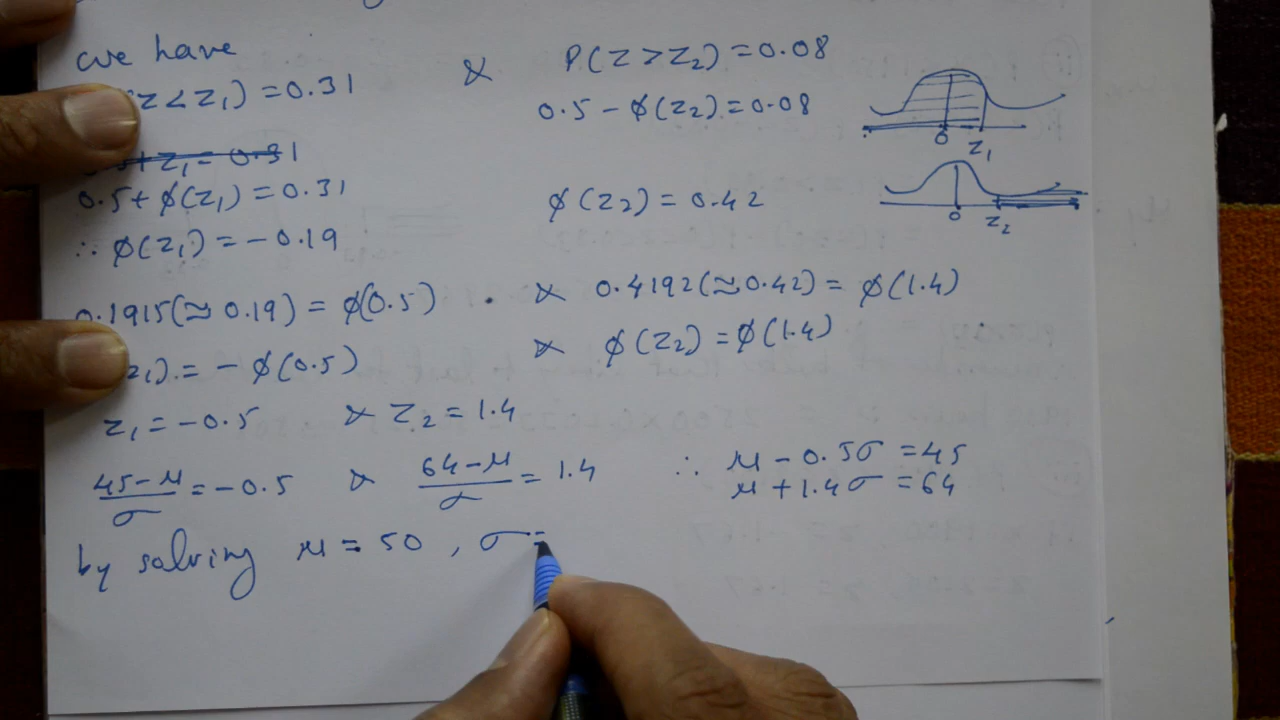 we have
Z < Z₁) = 0.31 & P(Z > Z₂) = 0.08
0.5 - φ(Z₂) = 0.08
+ Z₁ = 0.31
0.5 + φ(Z₁) = 0.31 φ(Z₂) = 0.42
∴ φ(Z₁) = - 0.19
0.1915(≈ 0.19) = φ(0.5) & 0.4192(≈ 0.42) = φ(1.4)
Z₁) = - φ(0.5) & φ(Z₂) = φ(1.4)
Z₁ = - 0.5 & Z₂ = 1.4
(45 - μ)/σ = - 0.5 & (64 - μ)/σ = 1.4 ∴ μ - 0.5σ = 45
μ + 1.4σ = 64
by solving μ = 50 , σ =
0 Z₁
0 Z₂